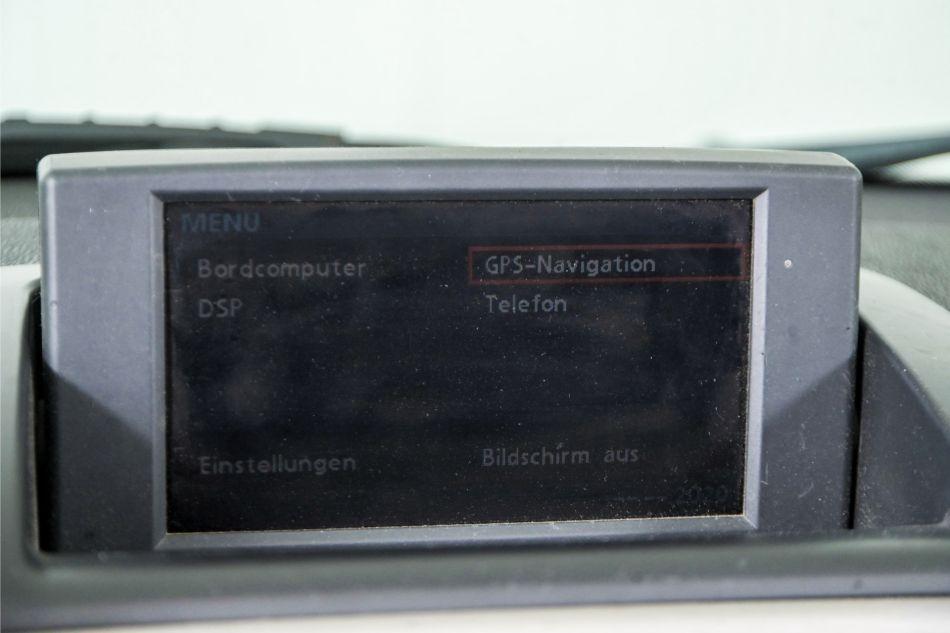 MENU
Bordcomputer GPS-Navigation
DSP Telefon
Einstellungen Bildschirm aus